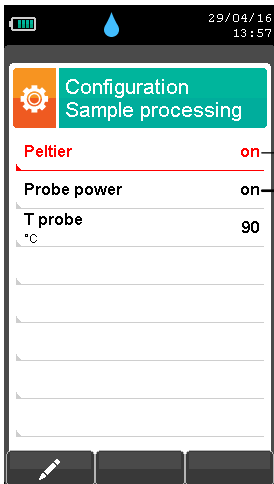 29/04/16
13:57
Configuration
Sample processing
Peltier on
Probe power on
T probe 90
°C